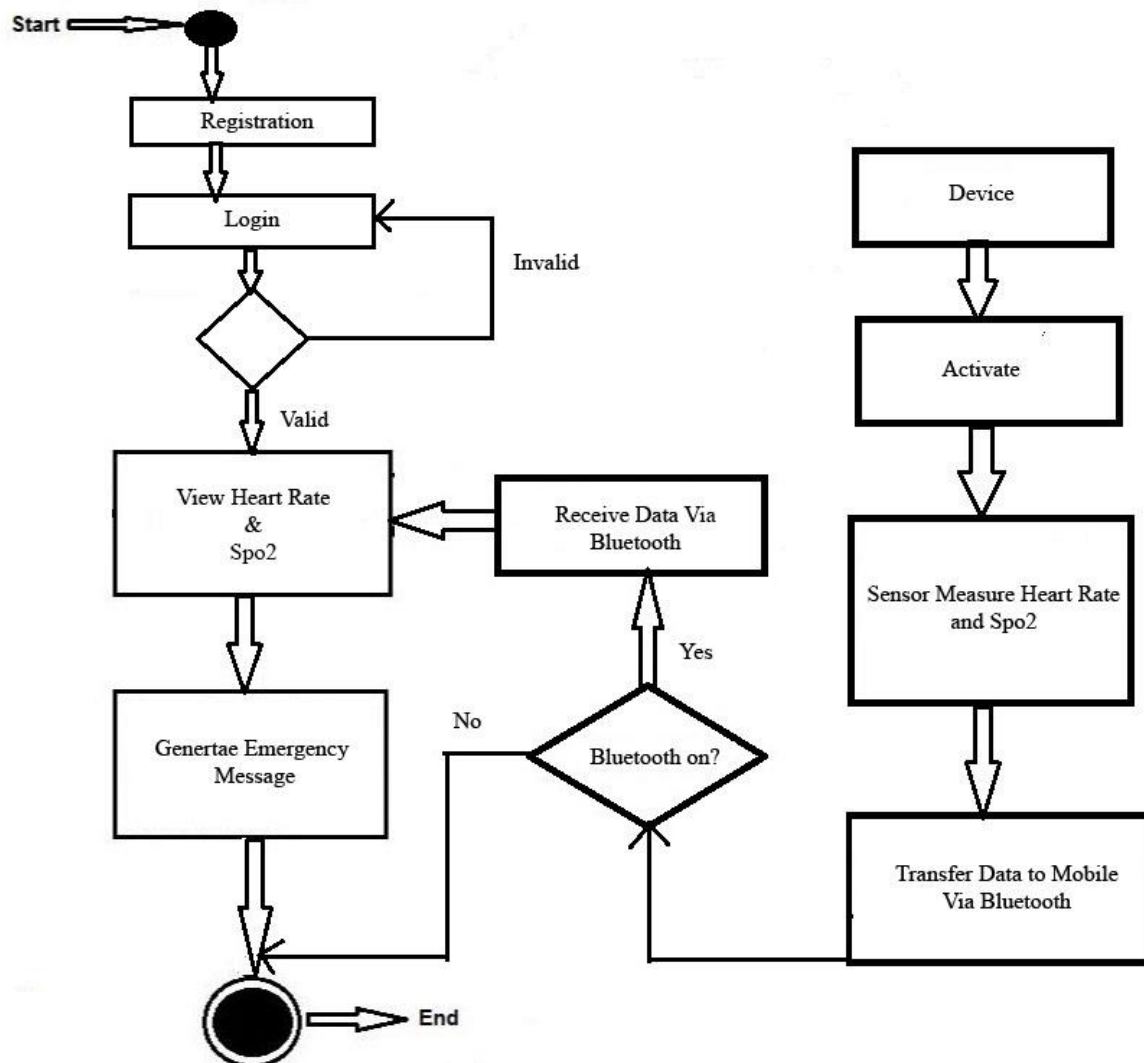 Start
Registration
Login
Invalid
Valid
View Heart Rate
&
Spo2
Genertae Emergency
Message
End
Receive Data Via
Bluetooth
Yes
No
Bluetooth on?
Device
Activate
Sensor Measure Heart Rate
and Spo2
Transfer Data to Mobile
Via Bluetooth